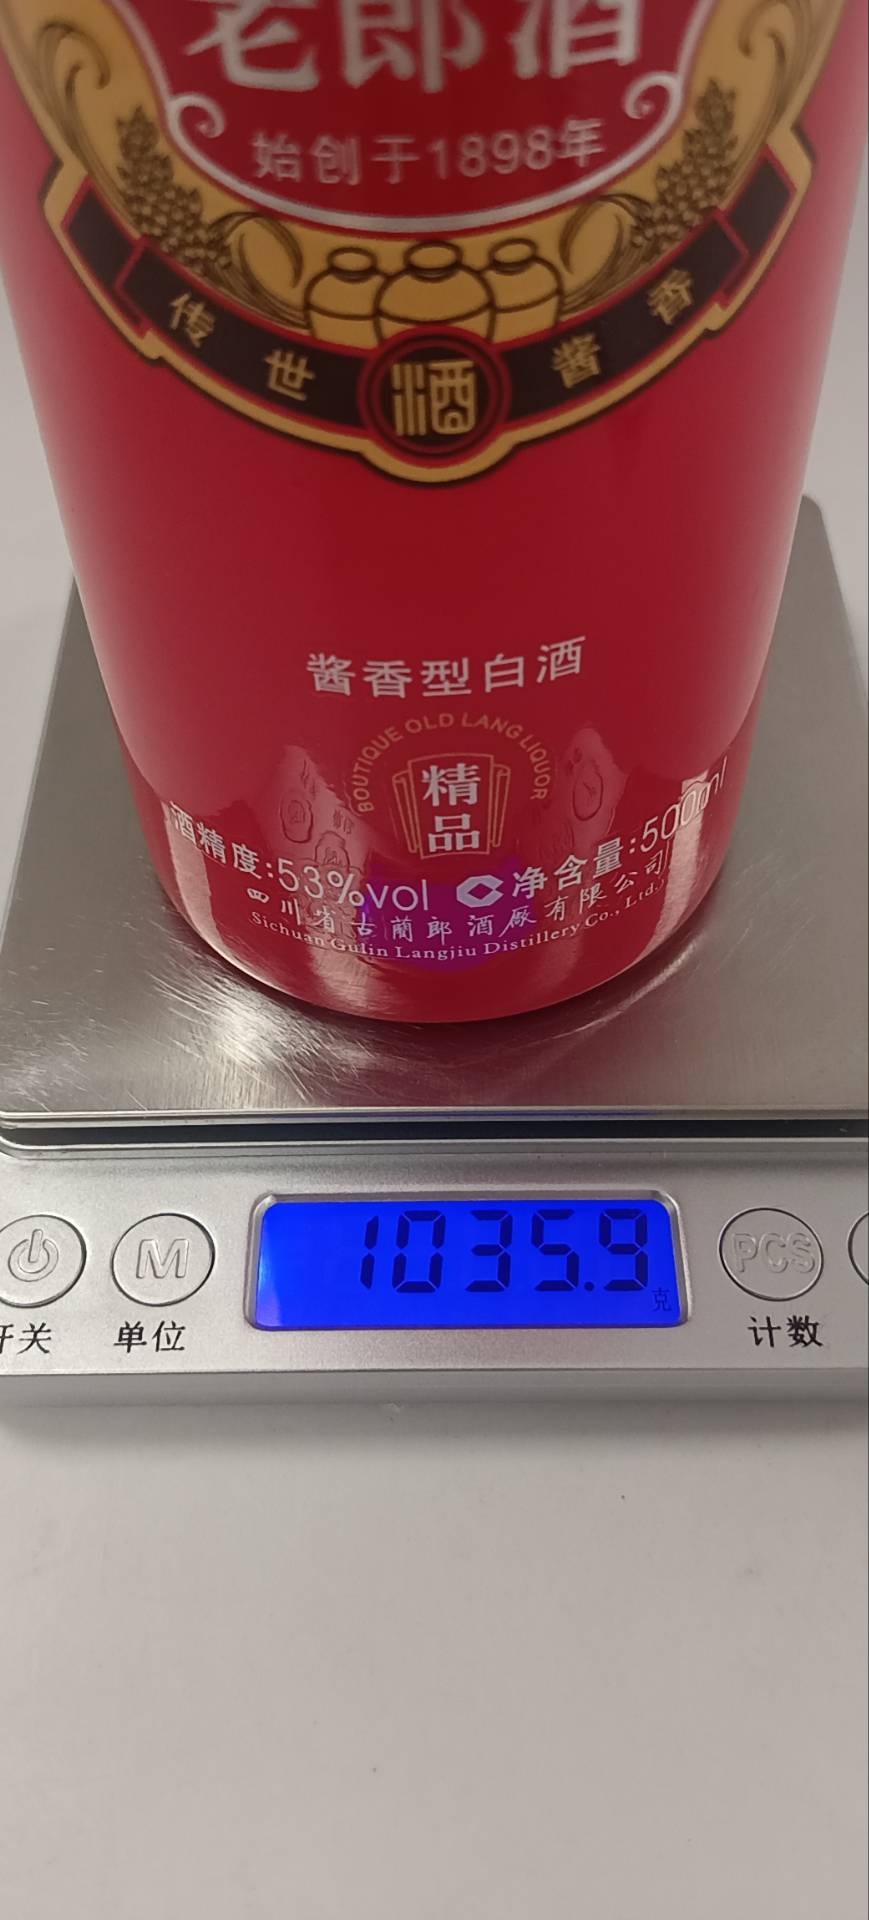 老郎酒
始创于1898年
传世酱香
酒
酱香型白酒
BOUTIQUE OLD LANG LIQUOR
精品
酒精度:53%vol 净含量:500ml
四川省古蔺郎酒厰有限公司
Sichuan Gulin Langjiu Distillery Co., Ltd.
1035.9
克
M
PCS
开关
单位
计数